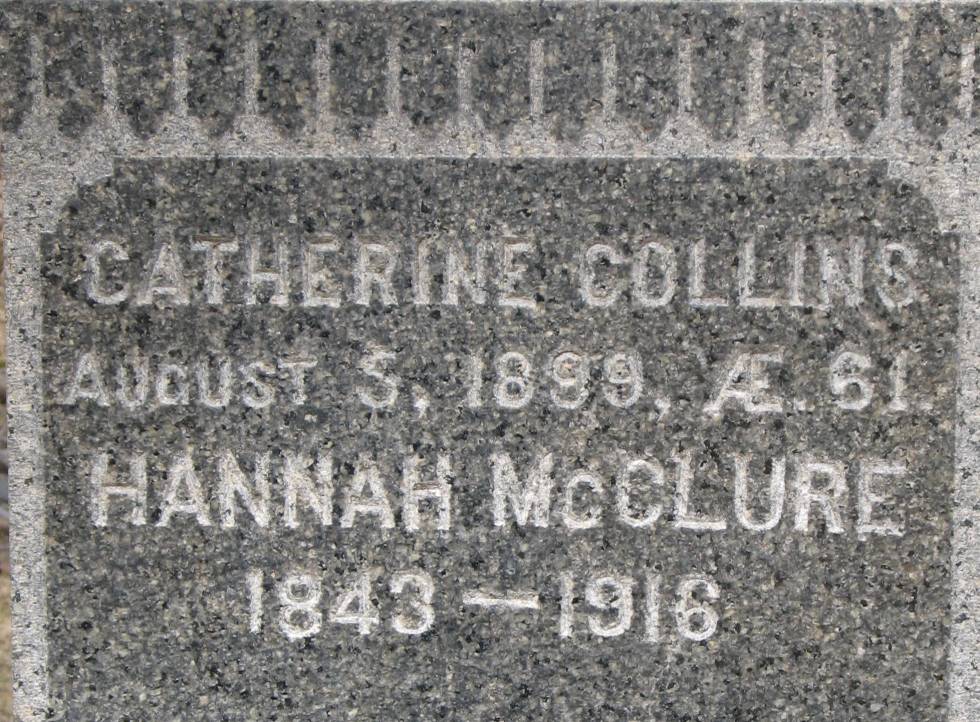 CATHERINE COLLINS
AUGUST 5, 1899, Æ. 61.
HANNAH McCLURE
1843 — 1916